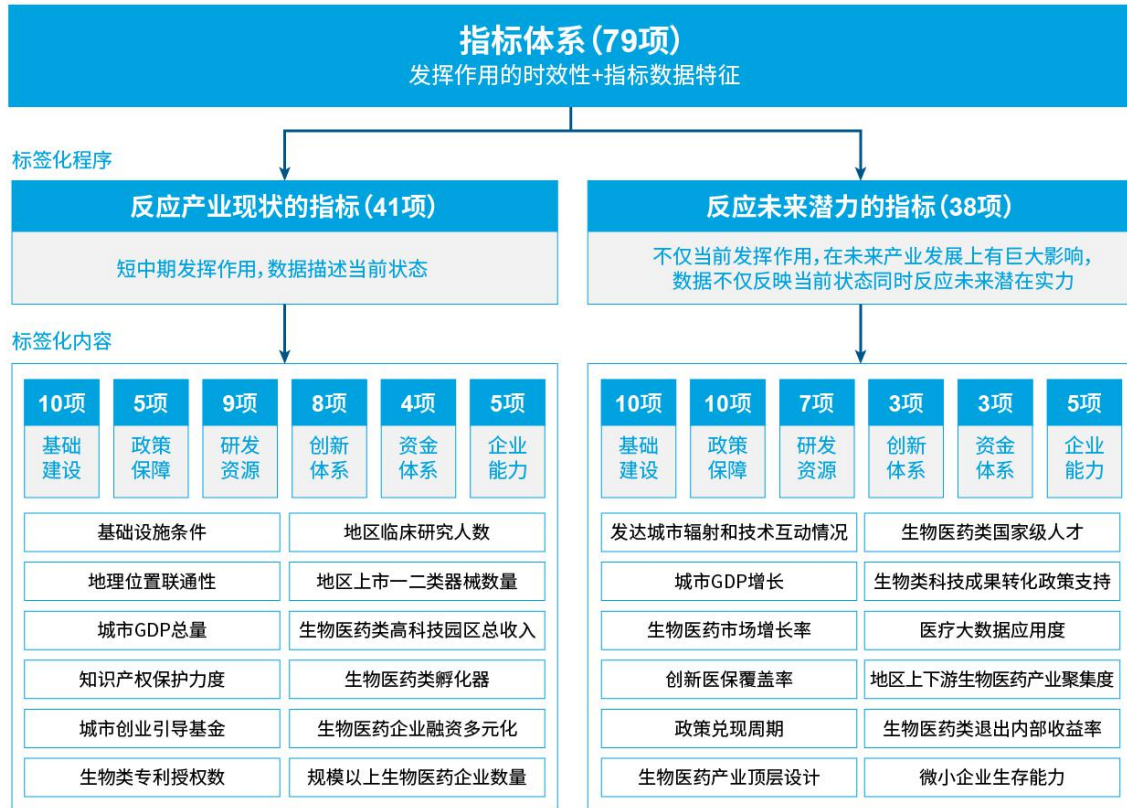 指标体系（79项）
发挥作用的时效性+指标数据特征
标签化程序
反应产业现状的指标（41项）
短中期发挥作用，数据描述当前状态
反应未来潜力的指标（38项）
不仅当前发挥作用，在未来产业发展上有巨大影响，
数据不仅反映当前状态同时反应未来潜在实力
标签化内容
10项
基础
建设
5项
政策
保障
9项
研发
资源
8项
创新
体系
4项
资金
体系
5项
企业
能力
基础设施条件
地区临床研究人数
地理位置联通性
地区上市一二类器械数量
城市GDP总量
生物医药类高科技园区总收入
知识产权保护力度
生物医药类孵化器
城市创业引导基金
生物医药企业融资多元化
生物类专利授权数
规模以上生物医药企业数量
10项
基础
建设
10项
政策
保障
7项
研发
资源
3项
创新
体系
3项
资金
体系
5项
企业
能力
发达城市辐射和技术互动情况
生物医药类国家级人才
城市GDP增长
生物类科技成果转化政策支持
生物医药市场增长率
医疗大数据应用度
创新医保覆盖率
地区上下游生物医药产业聚集度
政策兑现周期
生物医药类退出内部收益率
生物医药产业顶层设计
微小企业生存能力